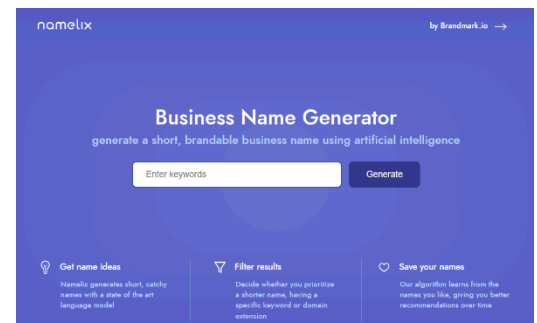 namelix
by Brandmark.io
Business Name Generator
generate a short, brandable business name using artificial intelligence
Enter keywords
Generate
Get name ideas
Namelix generates short, catchy
names with a state of the art
language model
Filter results
Decide whether you prioritize
a shorter name, having a
specific keyword or domain
extension
Save your names
Our algorithm learns from the
names you like, giving you better
recommendations over time